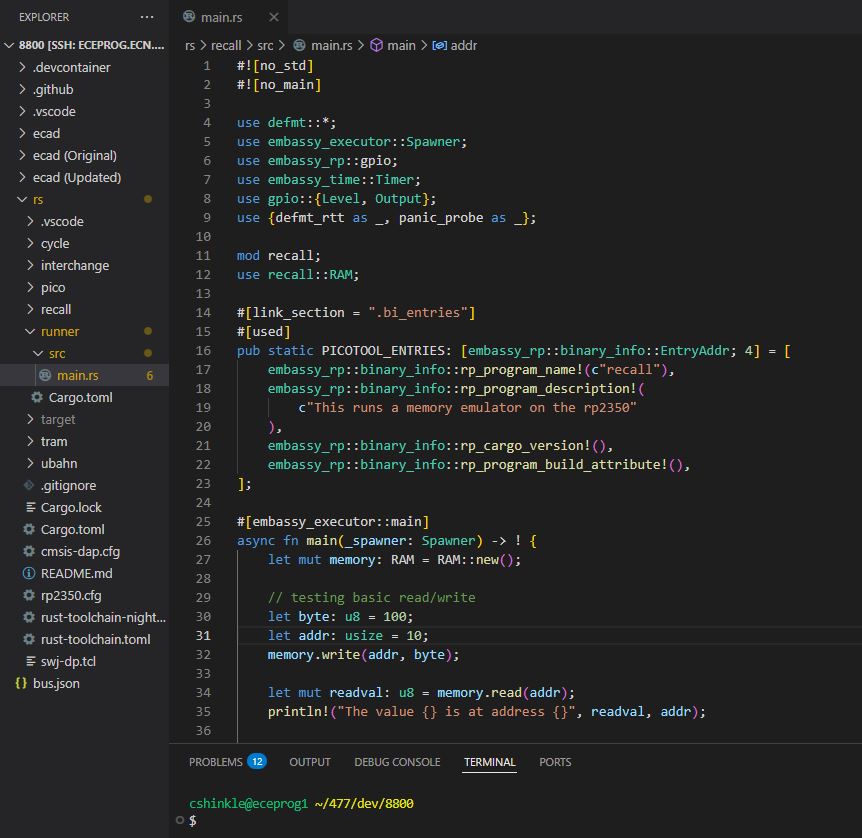 EXPLORER
8800 [SSH: ECEPROG.ECN....
.devcontainer
.github
.vscode
ecad
ecad (Original)
ecad (Updated)
rs
.vscode
cycle
interchange
pico
recall
runner
src
main.rs 6
Cargo.toml
target
tram
ubahn
.gitignore
Cargo.lock
Cargo.toml
cmsis-dap.cfg
README.md
rp2350.cfg
rust-toolchain-night...
rust-toolchain.toml
swj-dp.tcl
bus.json
main.rs
rs > recall > src > main.rs > main > addr
1 #![no_std]
2 #![no_main]
3
4 use defmt::*;
5 use embassy_executor::Spawner;
6 use embassy_rp::gpio;
7 use embassy_time::Timer;
8 use gpio::{Level, Output};
9 use {defmt_rtt as _, panic_probe as _};
10
11 mod recall;
12 use recall::RAM;
13
14 #[link_section = ".bi_entries"]
15 #[used]
16 pub static PICOTOOL_ENTRIES: [embassy_rp::binary_info::EntryAddr; 4] = [
17     embassy_rp::binary_info::rp_program_name!(c"recall"),
18     embassy_rp::binary_info::rp_program_description!(
19         c"This runs a memory emulator on the rp2350"
20     ),
21     embassy_rp::binary_info::rp_cargo_version!(),
22     embassy_rp::binary_info::rp_program_build_attribute!(),
23 ];
24
25 #[embassy_executor::main]
26 async fn main(_spawner: Spawner) -> ! {
27     let mut memory: RAM = RAM::new();
28
29     // testing basic read/write
30     let byte: u8 = 100;
31     let addr: usize = 10;
32     memory.write(addr, byte);
33
34     let mut readval: u8 = memory.read(addr);
35     println!("The value {} is at address {}", readval, addr);
36
PROBLEMS 12 OUTPUT DEBUG CONSOLE TERMINAL PORTS
cshinkle@eceprog1 ~/477/dev/8800
$